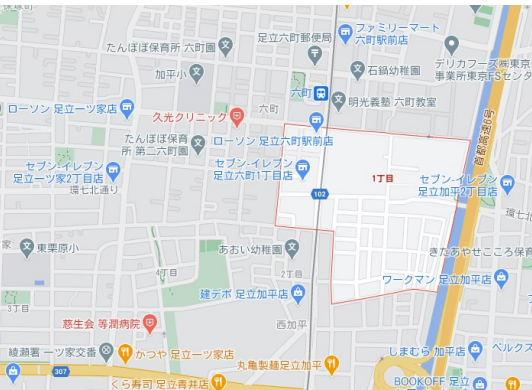 ファミリーマート
六町駅前店
足立六町郵便局
たんぽぽ保育所 六町園
デリカフーズ㈱東京
事業所東京FSセンタ
石鍋幼稚園
加平小
六町
明光義塾 六町教室
ローソン 足立一ツ家店
久光クリニック
六町
首都高速6号
たんぽぽ保育
所 第二六町園
ローソン 足立六町駅前店
セブン-イレブン
足立一ツ家2丁目店
セブン-イレブン
足立六町1丁目店
1丁目
セブン-イレブン
足立加平2丁目店
環七北通り
102
環七北
家
東栗原小
あおい幼稚園
きたあやせこころ保育
4丁目
2丁目
ワークマン 足立加平店
建デポ 足立加平店
3丁目
慈生会 等潤病院
西加平
綾瀬署 一ツ家交番
かつや 足立一ツ家店
しまむら 加平店
ベルクス
307
丸亀製麺足立加平
くら寿司 足立青井店
BOOKOFF 足立